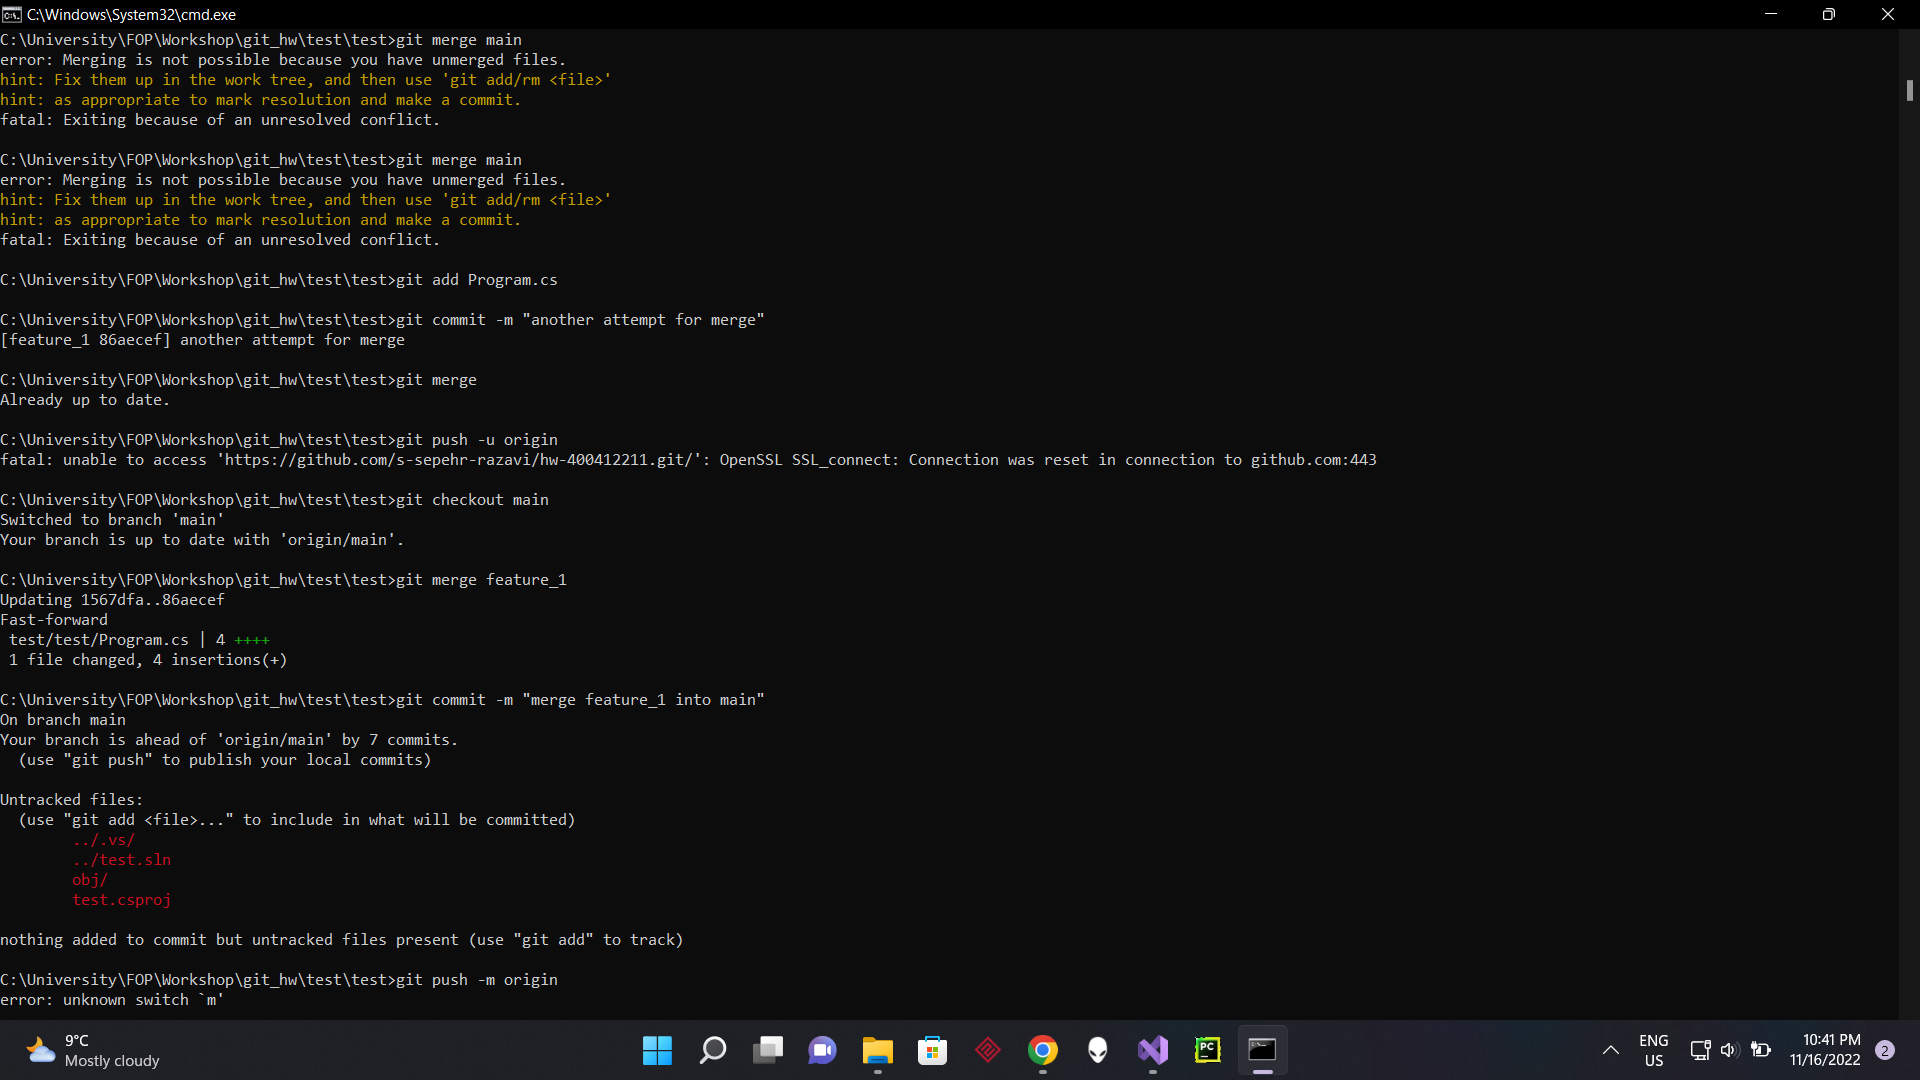 C:\Windows\System32\cmd.exe
C:\University\FOP\Workshop\git_hw\test\test>git merge main
error: Merging is not possible because you have unmerged files.
hint: Fix them up in the work tree, and then use 'git add/rm <file>'
hint: as appropriate to mark resolution and make a commit.
fatal: Exiting because of an unresolved conflict.
C:\University\FOP\Workshop\git_hw\test\test>git merge main
error: Merging is not possible because you have unmerged files.
hint: Fix them up in the work tree, and then use 'git add/rm <file>'
hint: as appropriate to mark resolution and make a commit.
fatal: Exiting because of an unresolved conflict.
C:\University\FOP\Workshop\git_hw\test\test>git add Program.cs
C:\University\FOP\Workshop\git_hw\test\test>git commit -m "another attempt for merge"
[feature_1 86aecef] another attempt for merge
C:\University\FOP\Workshop\git_hw\test\test>git merge
Already up to date.
C:\University\FOP\Workshop\git_hw\test\test>git push -u origin
fatal: unable to access 'https://github.com/s-sepehr-razavi/hw-400412211.git/': OpenSSL SSL_connect: Connection was reset in connection to github.com:443
C:\University\FOP\Workshop\git_hw\test\test>git checkout main
Switched to branch 'main'
Your branch is up to date with 'origin/main'.
C:\University\FOP\Workshop\git_hw\test\test>git merge feature_1
Updating 1567dfa..86aecef
Fast-forward
test/test/Program.cs | 4 ++++
1 file changed, 4 insertions(+)
C:\University\FOP\Workshop\git_hw\test\test>git commit -m "merge feature_1 into main"
On branch main
Your branch is ahead of 'origin/main' by 7 commits.
(use "git push" to publish your local commits)
Untracked files:
(use "git add <file>..." to include in what will be committed)
../.vs/
../test.sln
obj/
test.csproj
nothing added to commit but untracked files present (use "git add" to track)
C:\University\FOP\Workshop\git_hw\test\test>git push -m origin
error: unknown switch `m'
9°C
Mostly cloudy
PC
ENG
US
10:41 PM
11/16/2022
2